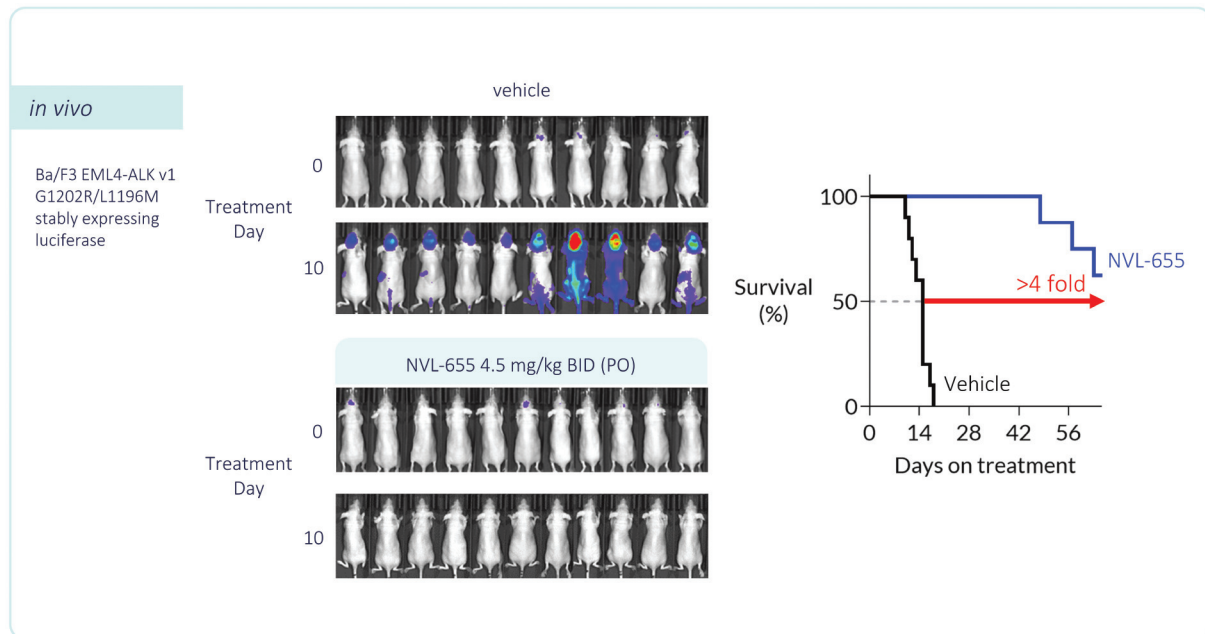 in vivo
Ba/F3 EML4-ALK v1
G1202R/L1196M
stably expressing
luciferase
vehicle
Treatment
Day
0
10
NVL-655 4.5 mg/kg BID (PO)
Treatment
Day
0
10
Survival
(%)
100
50
0
NVL-655
>4 fold
Vehicle
0 14 28 42 56
Days on treatment